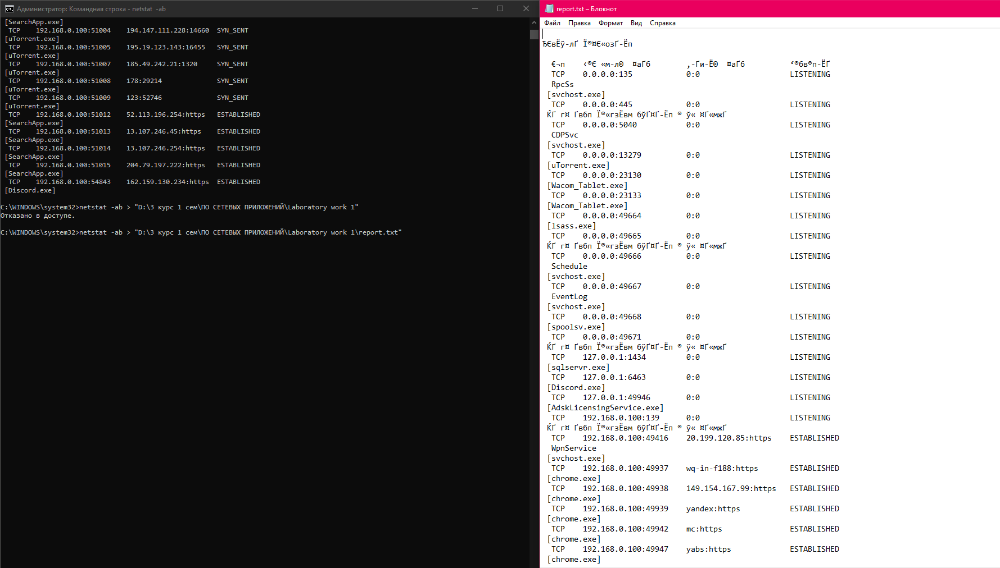 Администратор: Командная строка - netstat -ab
[SearchApp.exe]
TCP 192.168.0.100:51004 194.147.111.228:14660 SYN_SENT
[uTorrent.exe]
TCP 192.168.0.100:51005 195.19.123.143:16455 SYN_SENT
[uTorrent.exe]
TCP 192.168.0.100:51007 185.49.242.21:1320 SYN_SENT
[uTorrent.exe]
TCP 192.168.0.100:51008 178:29214 SYN_SENT
[uTorrent.exe]
TCP 192.168.0.100:51009 123:52746 SYN_SENT
[uTorrent.exe]
TCP 192.168.0.100:51012 52.113.196.254:https ESTABLISHED
[SearchApp.exe]
TCP 192.168.0.100:51013 13.107.246.45:https ESTABLISHED
[SearchApp.exe]
TCP 192.168.0.100:51014 13.107.246.254:https ESTABLISHED
[SearchApp.exe]
TCP 192.168.0.100:51015 204.79.197.222:https ESTABLISHED
[SearchApp.exe]
TCP 192.168.0.100:54843 162.159.130.234:https ESTABLISHED
[Discord.exe]
C:\WINDOWS\system32>netstat -ab > "D:\3 курс 1 сем\ПО СЕТЕВЫХ ПРИЛОЖЕНИЙ\Laboratory work 1"
Отказано в доступе.
C:\WINDOWS\system32>netstat -ab > "D:\3 курс 1 сем\ПО СЕТЕВЫХ ПРИЛОЖЕНИЙ\Laboratory work 1\report.txt"
report.txt – Блокнот
Файл Правка Формат Вид Справка
ЂЄвЁў-лҐ Ї®¤Є«озҐ-Ёп
€¬п ‹®Є «м-л© ¤аҐб ‚-Ґи-Ё© ¤аҐб ‘®бв®п-ЁҐ
TCP 0.0.0.0:135 0:0 LISTENING
RpcSs
[svchost.exe]
TCP 0.0.0.0:445 0:0 LISTENING
ЌҐ г¤ Ґвбп Ї®«гзЁвм бўҐ¤Ґ-Ёп ® ў« ¤Ґ«мжҐ
TCP 0.0.0.0:5040 0:0 LISTENING
CDPSvc
[svchost.exe]
TCP 0.0.0.0:13279 0:0 LISTENING
[uTorrent.exe]
TCP 0.0.0.0:23130 0:0 LISTENING
[Wacom_Tablet.exe]
TCP 0.0.0.0:23133 0:0 LISTENING
[Wacom_Tablet.exe]
TCP 0.0.0.0:49664 0:0 LISTENING
[lsass.exe]
TCP 0.0.0.0:49665 0:0 LISTENING
ЌҐ г¤ Ґвбп Ї®«гзЁвм бўҐ¤Ґ-Ёп ® ў« ¤Ґ«мжҐ
TCP 0.0.0.0:49666 0:0 LISTENING
Schedule
[svchost.exe]
TCP 0.0.0.0:49667 0:0 LISTENING
EventLog
[svchost.exe]
TCP 0.0.0.0:49668 0:0 LISTENING
[spoolsv.exe]
TCP 0.0.0.0:49671 0:0 LISTENING
ЌҐ г¤ Ґвбп Ї®«гзЁвм бўҐ¤Ґ-Ёп ® ў« ¤Ґ«мжҐ
TCP 127.0.0.1:1434 0:0 LISTENING
[sqlservr.exe]
TCP 127.0.0.1:6463 0:0 LISTENING
[Discord.exe]
TCP 127.0.0.1:49946 0:0 LISTENING
[AdskLicensingService.exe]
TCP 192.168.0.100:139 0:0 LISTENING
ЌҐ г¤ Ґвбп Ї®«гзЁвм бўҐ¤Ґ-Ёп ® ў« ¤Ґ«мжҐ
TCP 192.168.0.100:49416 20.199.120.85:https ESTABLISHED
WpnService
[svchost.exe]
TCP 192.168.0.100:49937 wq-in-f188:https ESTABLISHED
[chrome.exe]
TCP 192.168.0.100:49938 149.154.167.99:https ESTABLISHED
[chrome.exe]
TCP 192.168.0.100:49939 yandex:https ESTABLISHED
[chrome.exe]
TCP 192.168.0.100:49942 mc:https ESTABLISHED
[chrome.exe]
TCP 192.168.0.100:49947 yabs:https ESTABLISHED
[chrome.exe]